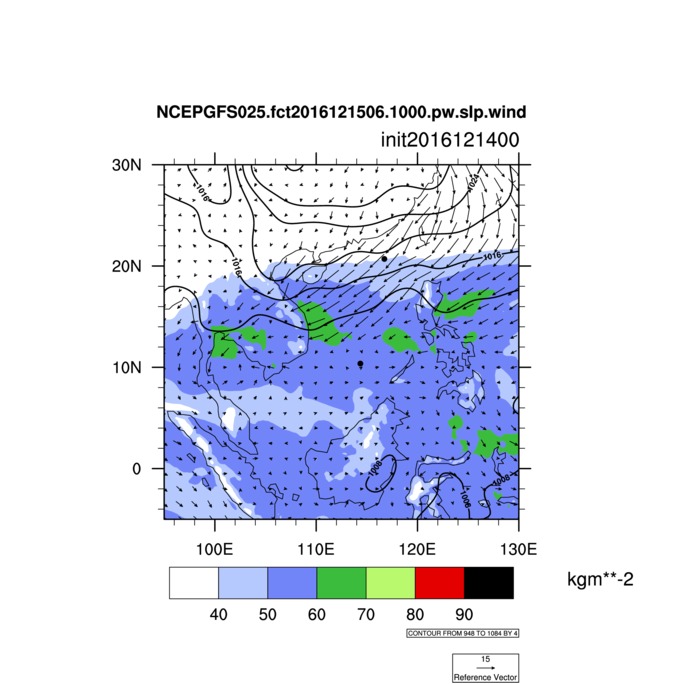 NCEPGFS025.fct2016121506.1000.pw.slp.wind
init2016121400
30N
20N
10N
0
1016
1024
1016
1016
1008
1008
1008
100E 110E 120E 130E
kgm**-2
40 50 60 70 80 90
CONTOUR FROM 948 TO 1084 BY 4
15
Reference Vector